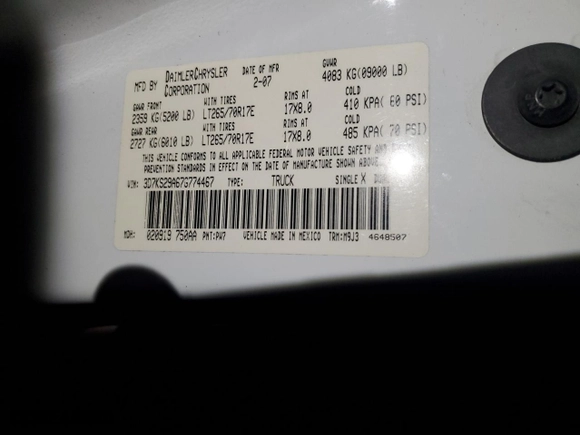 MFD BY DAIMLERCHRYSLER CORPORATION DATE OF MFR 2-07 GVWR 4083 KG(09000 LB)
GAWR FRONT WITH TIRES RIMS AT COLD
2359 KG(5200 LB) LT265/70R17E 17X8.0 410 KPA( 60 PSI)
GAWR REAR WITH TIRES RIMS AT COLD
2727 KG(6010 LB) LT265/70R17E 17X8.0 485 KPA( 70 PSI)
THIS VEHICLE CONFORMS TO ALL APPLICABLE FEDERAL MOTOR VEHICLE SAFETY AND
PREVENTION STANDARDS IN EFFECT ON THE DATE OF MANUFACTURE SHOWN ABOVE.
VIN: 3D7KS29A67G774467 TYPE: TRUCK SINGLE X
MDH: 020919 750AA PNT:PW7 VEHICLE MADE IN MEXICO TRM:M9J3 4648507